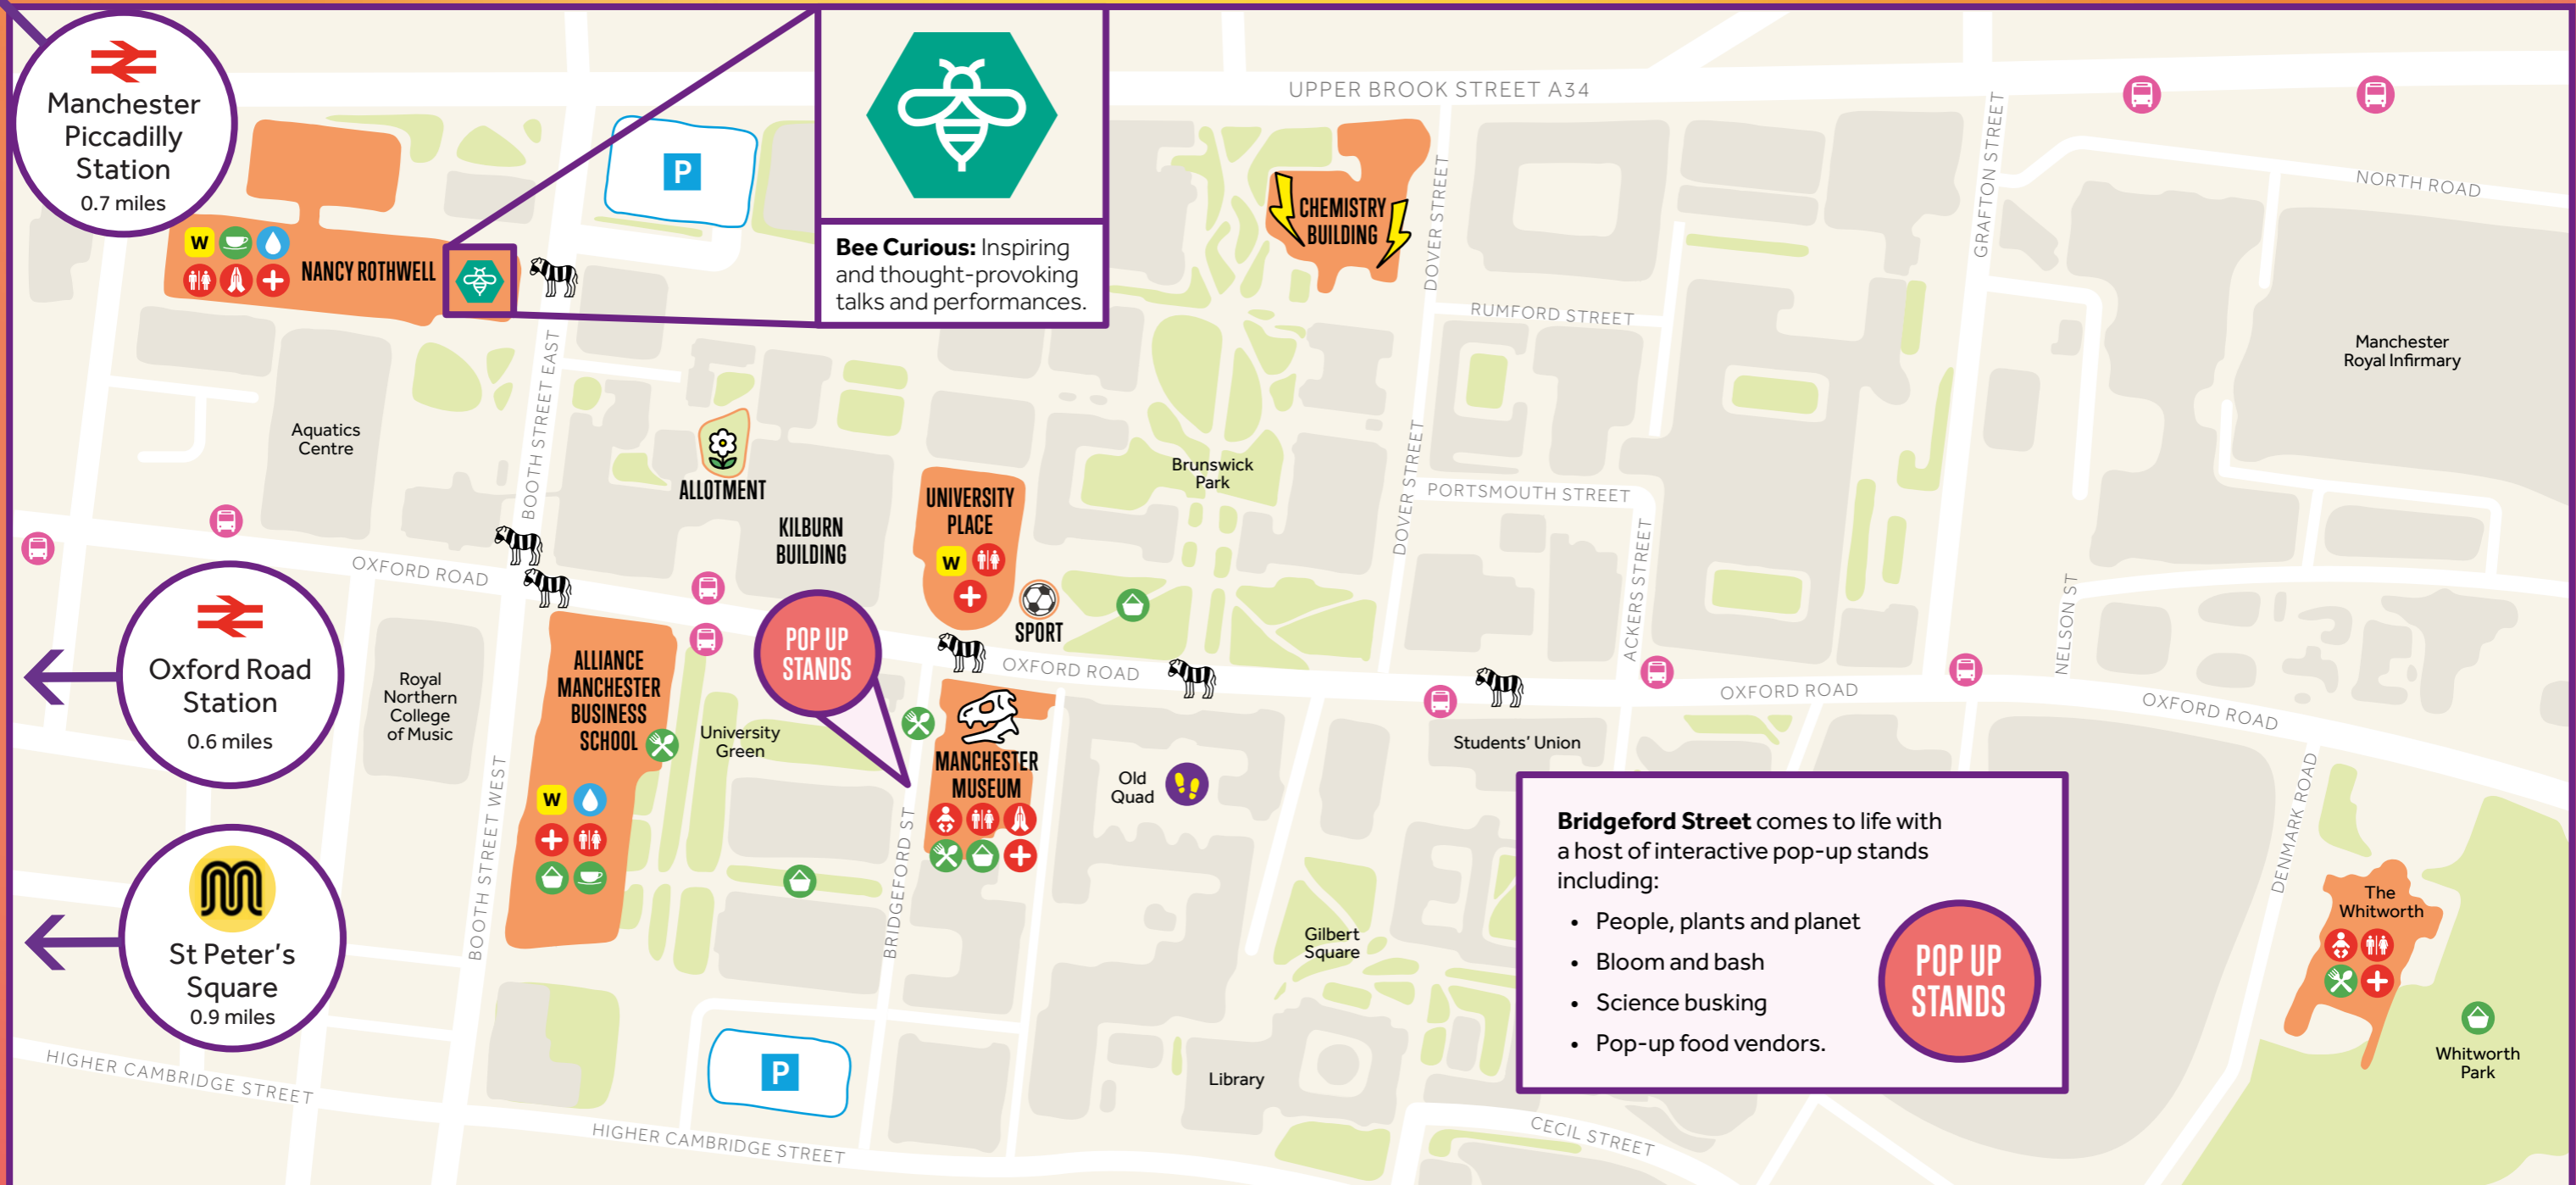 Manchester
Piccadilly
Station
0.7 miles
UPPER BROOK STREET A34
P
Bee Curious: Inspiring
and thought-provoking
talks and performances.
CHEMISTRY
BUILDING
DOVER STREET
GRAFTON STREET
NORTH ROAD
W
NANCY ROTHWELL
RUMFORD STREET
Manchester
Royal Infirmary
BOOTH STREET EAST
Aquatics
Centre
ALLOTMENT
KILBURN
BUILDING
UNIVERSITY
PLACE
W
Brunswick
Park
DOVER STREET
PORTSMOUTH STREET
ACKERS STREET
NELSON ST
OXFORD ROAD
SPORT
POP UP
STANDS
OXFORD ROAD
OXFORD ROAD
OXFORD ROAD
Oxford Road
Station
0.6 miles
Royal
Northern
College
of Music
ALLIANCE
MANCHESTER
BUSINESS
SCHOOL
W
University
Green
MANCHESTER
MUSEUM
Old
Quad
Students' Union
BOOTH STREET WEST
BRIDGEFORD ST
DENMARK ROAD
Bridgeford Street comes to life with
a host of interactive pop-up stands
including:
• People, plants and planet
• Bloom and bash
• Science busking
• Pop-up food vendors.
POP UP
STANDS
The
Whitworth
Whitworth
Park
St Peter's
Square
0.9 miles
Gilbert
Square
Library
P
HIGHER CAMBRIDGE STREET
HIGHER CAMBRIDGE STREET
CECIL STREET